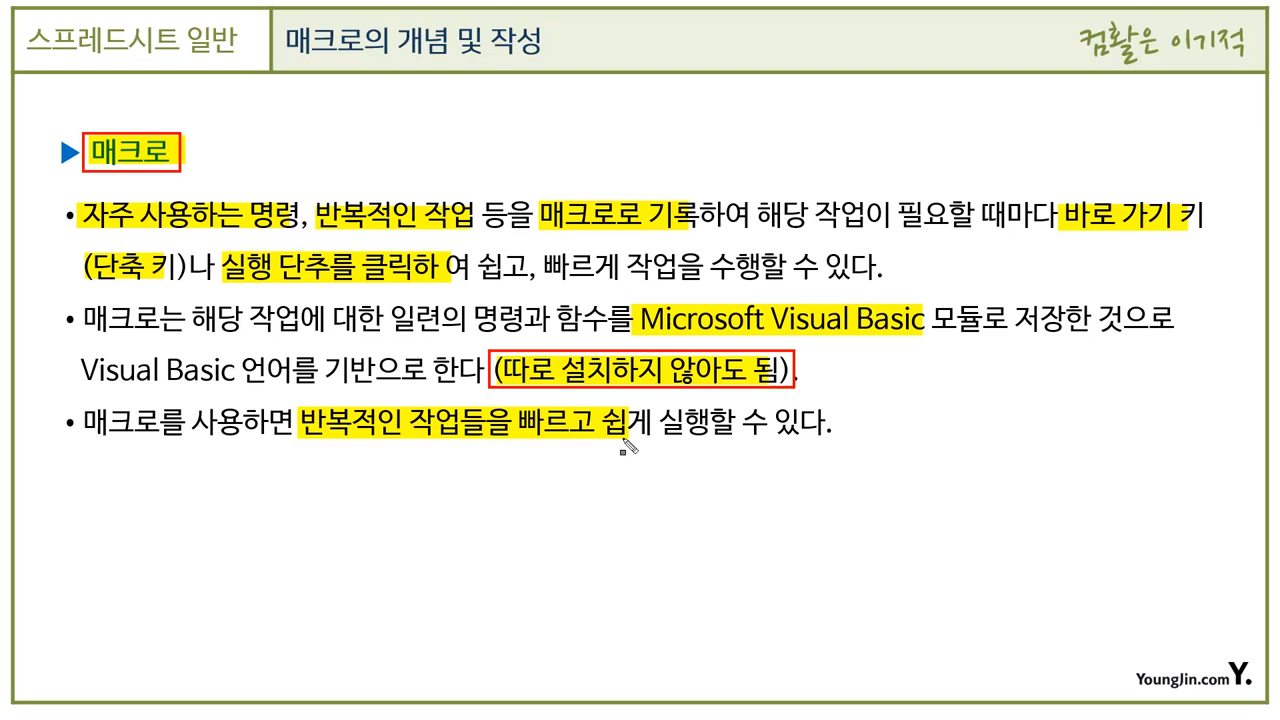 스프레드시트 일반
매크로의 개념 및 작성
컴활은 이기적
▶ 매크로
• 자주 사용하는 명령, 반복적인 작업 등을 매크로로 기록하여 해당 작업이 필요할 때마다 바로 가기 키
(단축 키)나 실행 단추를 클릭하 여 쉽고, 빠르게 작업을 수행할 수 있다.
• 매크로는 해당 작업에 대한 일련의 명령과 함수를 Microsoft Visual Basic 모듈로 저장한 것으로
Visual Basic 언어를 기반으로 한다 (따로 설치하지 않아도 됨).
• 매크로를 사용하면 반복적인 작업들을 빠르고 쉽게 실행할 수 있다.
YoungJin.com Y.